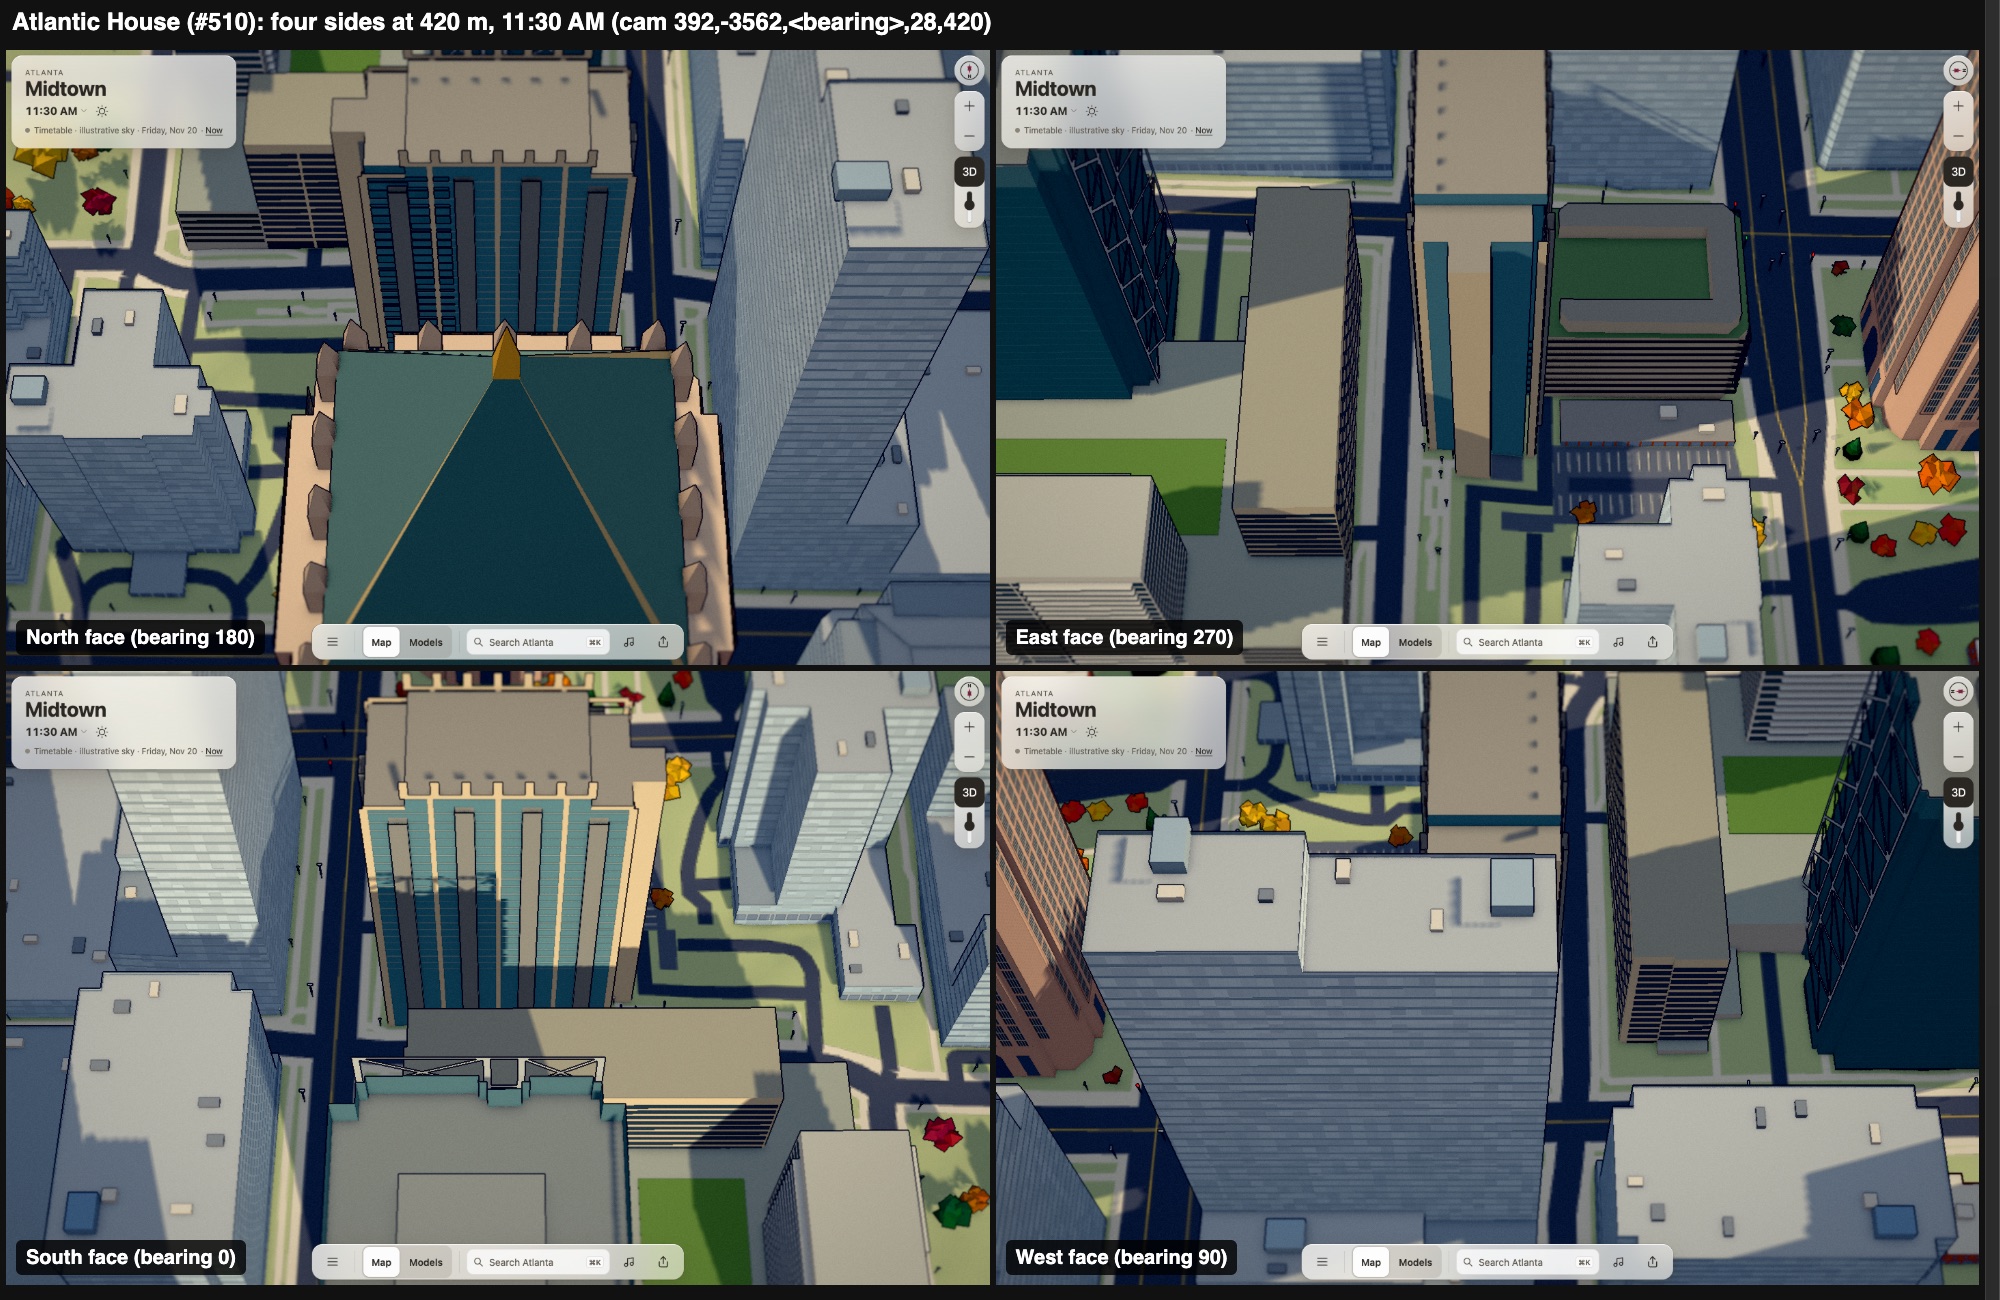 Atlantic House (#510): four sides at 420 m, 11:30 AM (cam 392,-3562,<bearing>,28,420)
ATLANTA
Midtown
11:30 AM
Timetable · illustrative sky · Friday, Nov 20 · Now
3D
North face (bearing 180)
Map Models Search Atlanta ⌘K
ATLANTA
Midtown
11:30 AM
Timetable · illustrative sky · Friday, Nov 20 · Now
3D
East face (bearing 270)
Map Models Search Atlanta ⌘K
ATLANTA
Midtown
11:30 AM
Timetable · illustrative sky · Friday, Nov 20 · Now
3D
South face (bearing 0)
Map Models Search Atlanta ⌘K
ATLANTA
Midtown
11:30 AM
Timetable · illustrative sky · Friday, Nov 20 · Now
3D
West face (bearing 90)
Map Models Search Atlanta ⌘K